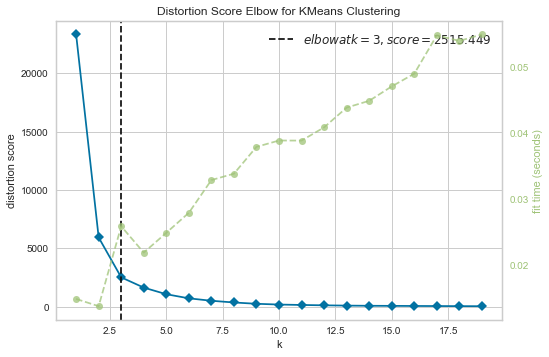 Distortion Score Elbow for KMeans Clustering
elbowatk = 3, score = 2515.449
distortion score
20000
15000
10000
5000
0
0.05
0.04
0.03
0.02
fit time (seconds)
2.5 5.0 7.5 10.0 12.5 15.0 17.5
k